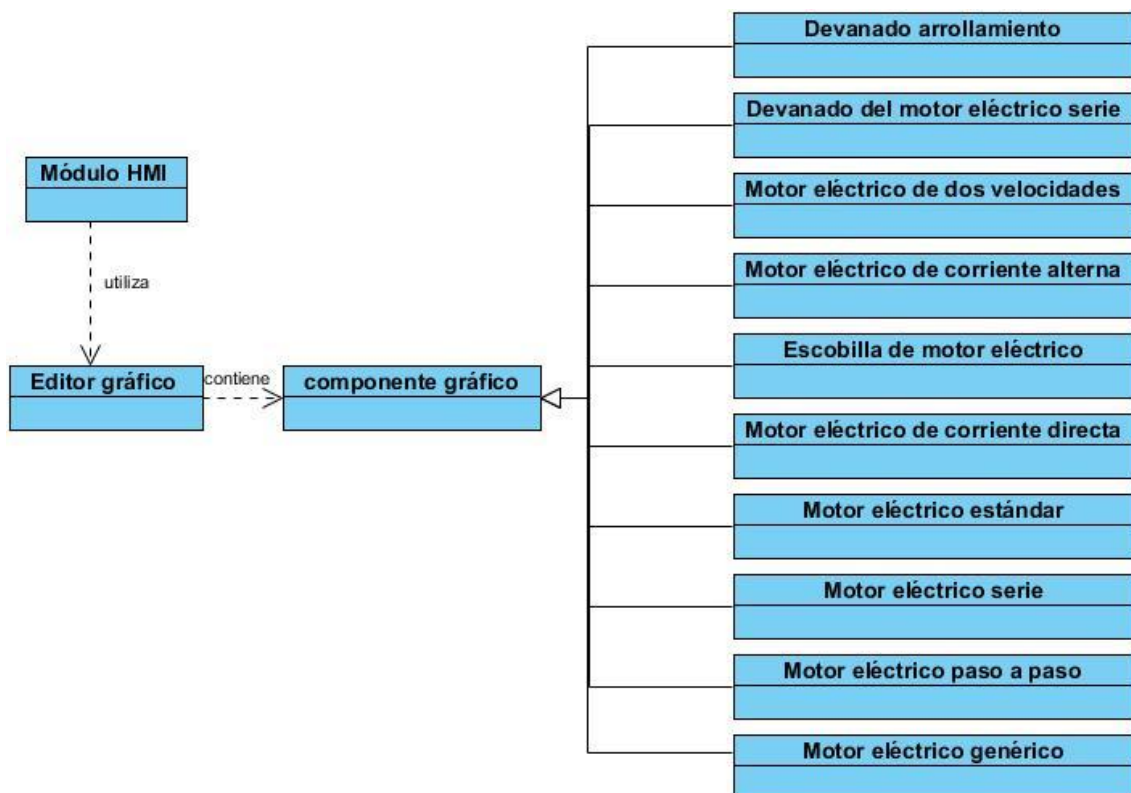 Módulo HMI
utiliza
Editor gráfico
contiene
componente gráfico
Devanado arrollamiento
Devanado del motor eléctrico serie
Motor eléctrico de dos velocidades
Motor eléctrico de corriente alterna
Escobilla de motor eléctrico
Motor eléctrico de corriente directa
Motor eléctrico estándar
Motor eléctrico serie
Motor eléctrico paso a paso
Motor eléctrico genérico